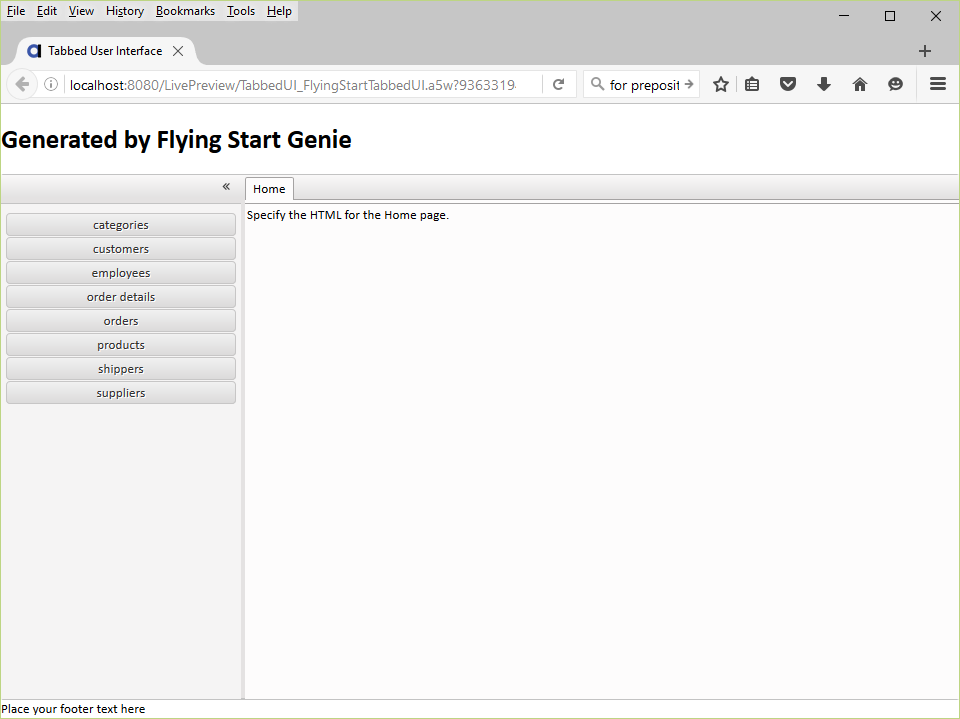 File Edit View History Bookmarks Tools Help
Tabbed User Interface
localhost:8080/LivePreview/TabbedUI_FlyingStartTabbedUI.a5w?9363319
for preposit
Generated by Flying Start Genie
«
Home
categories
Specify the HTML for the Home page.
customers
employees
order details
orders
products
shippers
suppliers
Place your footer text here